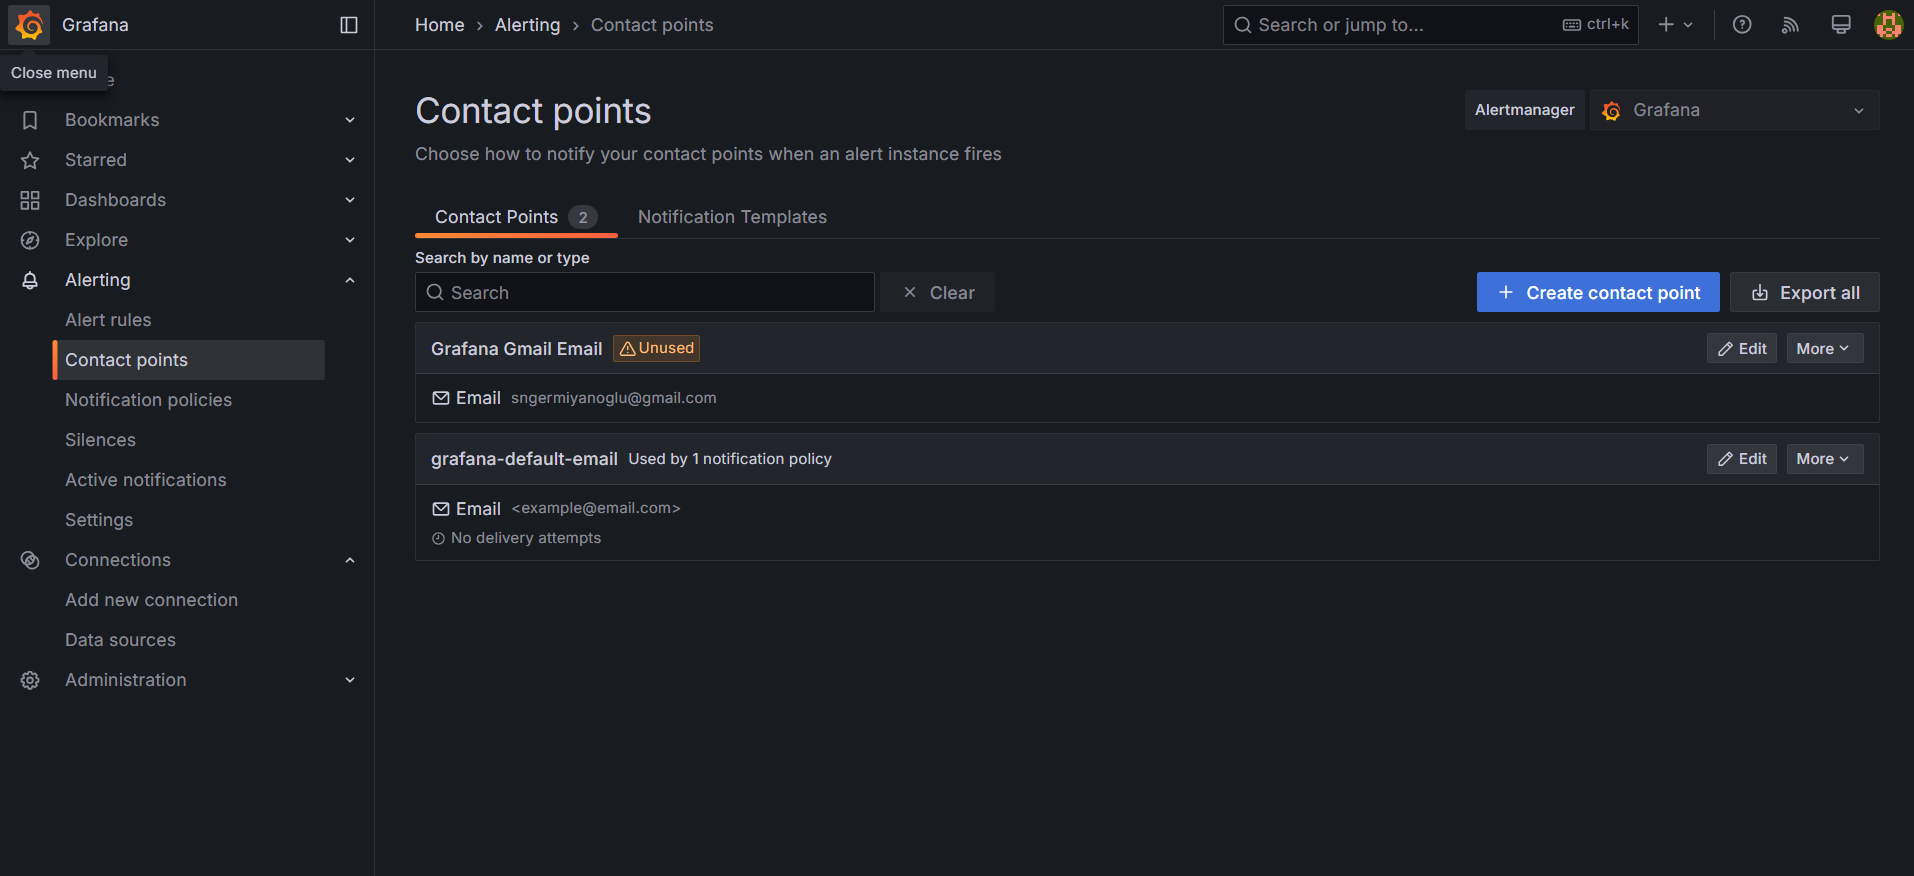 Grafana
Home › Alerting › Contact points
Search or jump to...
ctrl+k
Close menu
Bookmarks
Starred
Dashboards
Explore
Alerting
Alert rules
Contact points
Notification policies
Silences
Active notifications
Settings
Connections
Add new connection
Data sources
Administration
Contact points
Choose how to notify your contact points when an alert instance fires
Alertmanager
Grafana
Contact Points 2
Notification Templates
Search by name or type
Search
Clear
Create contact point
Export all
Grafana Gmail Email Unused
Edit
More
Email sngermiyanoglu@gmail.com
grafana-default-email Used by 1 notification policy
Edit
More
Email <example@email.com>
No delivery attempts